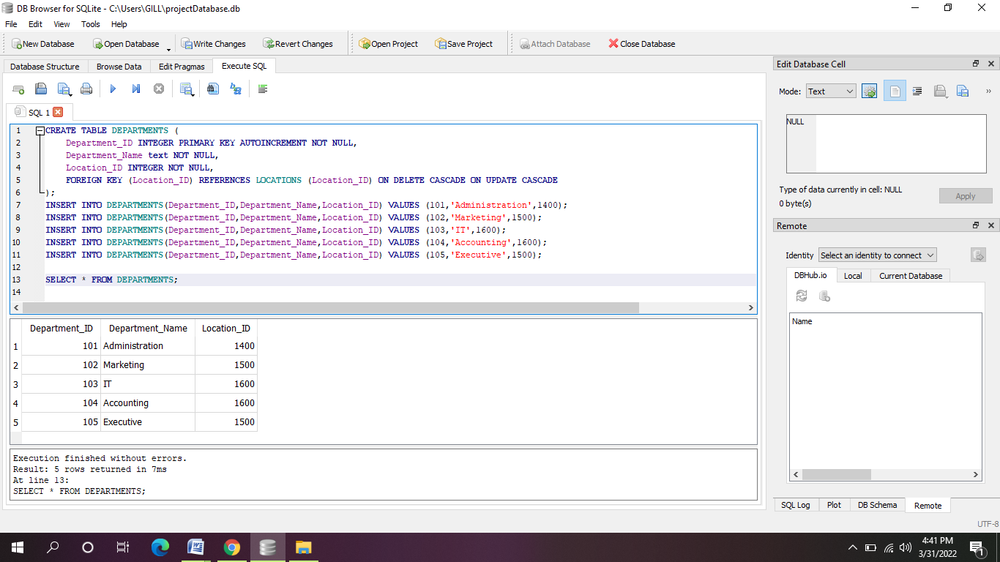 DB Browser for SQLite - C:\Users\GILL\projectDatabase.db
File Edit View Tools Help
New Database Open Database Write Changes Revert Changes Open Project Save Project Attach Database Close Database
Database Structure Browse Data Edit Pragmas Execute SQL
SQL 1
1 CREATE TABLE DEPARTMENTS (
2 Department_ID INTEGER PRIMARY KEY AUTOINCREMENT NOT NULL,
3 Department_Name text NOT NULL,
4 Location_ID INTEGER NOT NULL,
5 FOREIGN KEY (Location_ID) REFERENCES LOCATIONS (Location_ID) ON DELETE CASCADE ON UPDATE CASCADE
6 );
7 INSERT INTO DEPARTMENTS(Department_ID,Department_Name,Location_ID) VALUES (101,'Administration',1400);
8 INSERT INTO DEPARTMENTS(Department_ID,Department_Name,Location_ID) VALUES (102,'Marketing',1500);
9 INSERT INTO DEPARTMENTS(Department_ID,Department_Name,Location_ID) VALUES (103,'IT',1600);
10 INSERT INTO DEPARTMENTS(Department_ID,Department_Name,Location_ID) VALUES (104,'Accounting',1600);
11 INSERT INTO DEPARTMENTS(Department_ID,Department_Name,Location_ID) VALUES (105,'Executive',1500);
12
13 SELECT * FROM DEPARTMENTS;
14
Department_ID Department_Name Location_ID
1 101 Administration 1400
2 102 Marketing 1500
3 103 IT 1600
4 104 Accounting 1600
5 105 Executive 1500
Execution finished without errors.
Result: 5 rows returned in 7ms
At line 13:
SELECT * FROM DEPARTMENTS;
Edit Database Cell
Mode: Text
NULL
Type of data currently in cell: NULL
0 byte(s)
Apply
Remote
Identity Select an identity to connect
DBHub.io Local Current Database
Name
SQL Log Plot DB Schema Remote
UTF-8
4:41 PM
3/31/2022
1